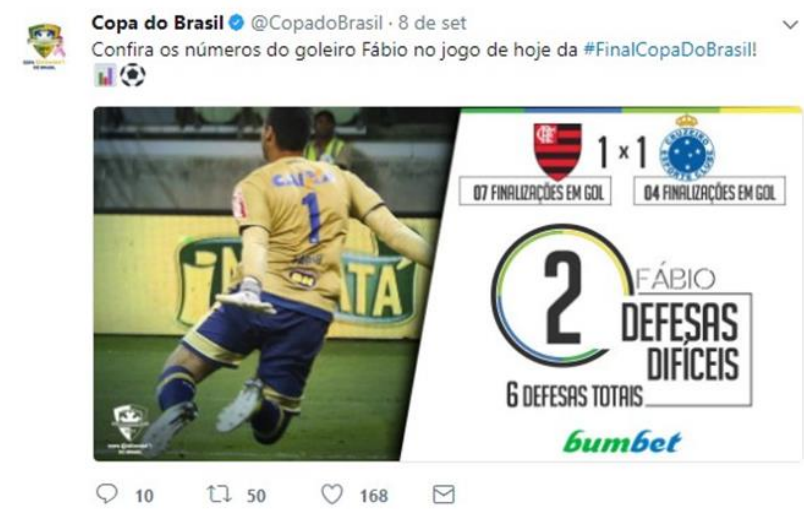 Copa do Brasil @CopadoBrasil · 8 de set
Confira os números do goleiro Fábio no jogo de hoje da #FinalCopaDoBrasil!
1 x 1
07 FINALIZAÇÕES EM GOL
04 FINALIZAÇÕES EM GOL
CAIXA
1
2
FÁBIO
DEFESAS
DIFÍCEIS
6 DEFESAS TOTAIS
bumbet
10 50 168